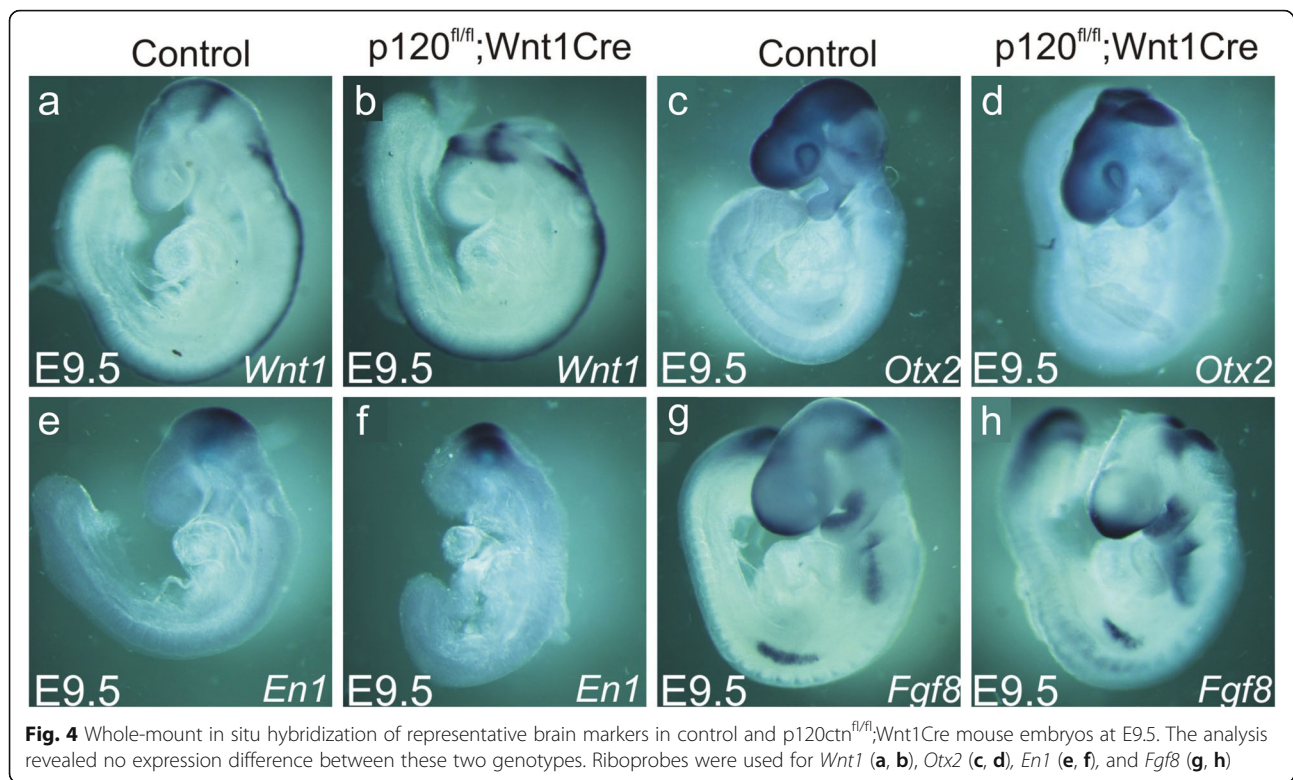 Control p120fl/fl;Wnt1Cre Control p120fl/fl;Wnt1Cre
a b c d
E9.5 Wnt1 E9.5 Wnt1 E9.5 Otx2 E9.5 Otx2
e f g h
E9.5 En1 E9.5 En1 E9.5 Fgf8 E9.5 Fgf8
Fig. 4 Whole-mount in situ hybridization of representative brain markers in control and p120ctnfl/fl;Wnt1Cre mouse embryos at E9.5. The analysis
revealed no expression difference between these two genotypes. Riboprobes were used for Wnt1 (a, b), Otx2 (c, d), En1 (e, f), and Fgf8 (g, h)